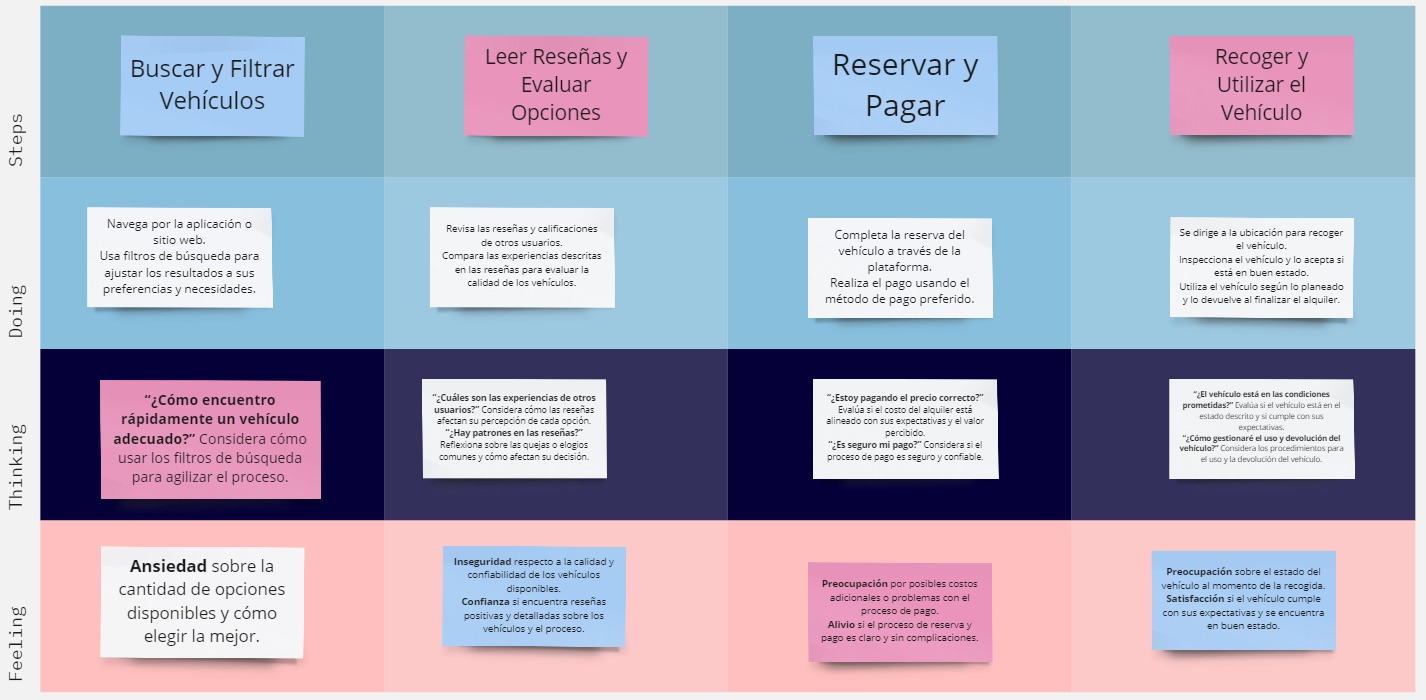 Steps
Buscar y Filtrar
Vehículos
Leer Reseñas y
Evaluar
Opciones
Reservar y
Pagar
Recoger y
Utilizar el
Vehículo
Doing
Navega por la aplicación o
sitio web.
Usa filtros de búsqueda para
ajustar los resultados a sus
preferencias y necesidades.
Revisa las reseñas y calificaciones
de otros usuarios.
Compara las experiencias descritas
en las reseñas para evaluar la
calidad de los vehículos.
Completa la reserva del
vehículo a través de la
plataforma.
Realiza el pago usando el
método de pago preferido.
Se dirige a la ubicación para recoger
el vehículo.
Inspecciona el vehículo y lo acepta si
está en buen estado.
Utiliza el vehículo según lo planeado
y lo devuelve al finalizar el alquiler.
Thinking
“¿Cómo encuentro
rápidamente un vehículo
adecuado?” Considera cómo
usar los filtros de búsqueda
para agilizar el proceso.
“¿Cuáles son las experiencias de otros
usuarios?” Considera cómo las reseñas
afectan su percepción de cada opción.
“¿Hay patrones en las reseñas?”
Reflexiona sobre las quejas o elogios
comunes y cómo afectan su decisión.
“¿Estoy pagando el precio correcto?”
Evalúa si el costo del alquiler está
alineado con sus expectativas y el valor
percibido.
“¿Es seguro mi pago?” Considera si el
proceso de pago es seguro y confiable.
“¿El vehículo está en las condiciones
prometidas?” Evalúa si el vehículo está en el
estado descrito y si cumple con sus
expectativas.
“¿Cómo gestionaré el uso y devolución del
vehículo?” Considera los procedimientos para
el uso y la devolución del vehículo.
Feeling
Ansiedad sobre la
cantidad de opciones
disponibles y cómo
elegir la mejor.
Inseguridad respecto a la calidad y
confiabilidad de los vehículos
disponibles.
Confianza si encuentra reseñas
positivas y detalladas sobre los
vehículos y el proceso.
Preocupación por posibles costos
adicionales o problemas con el
proceso de pago.
Alivio si el proceso de reserva y
pago es claro y sin complicaciones.
Preocupación sobre el estado del
vehículo al momento de la recogida.
Satisfacción si el vehículo cumple
con sus expectativas y se encuentra
en buen estado.